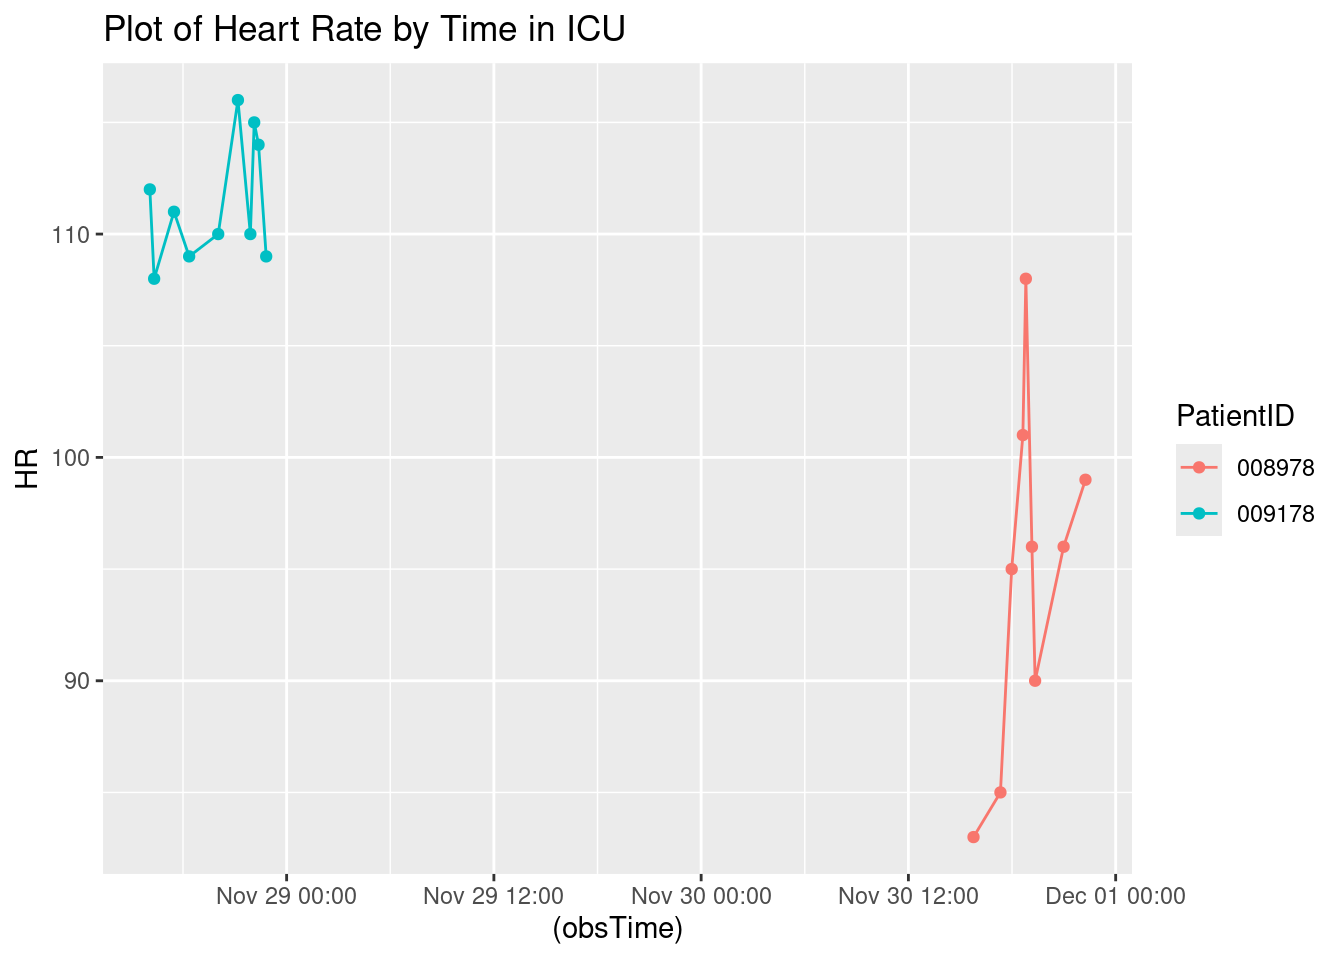 Plot of Heart Rate by Time in ICU
HR
110
100
90
Nov 29 00:00 Nov 29 12:00 Nov 30 00:00 Nov 30 12:00 Dec 01 00:00
(obsTime)
PatientID
008978
009178